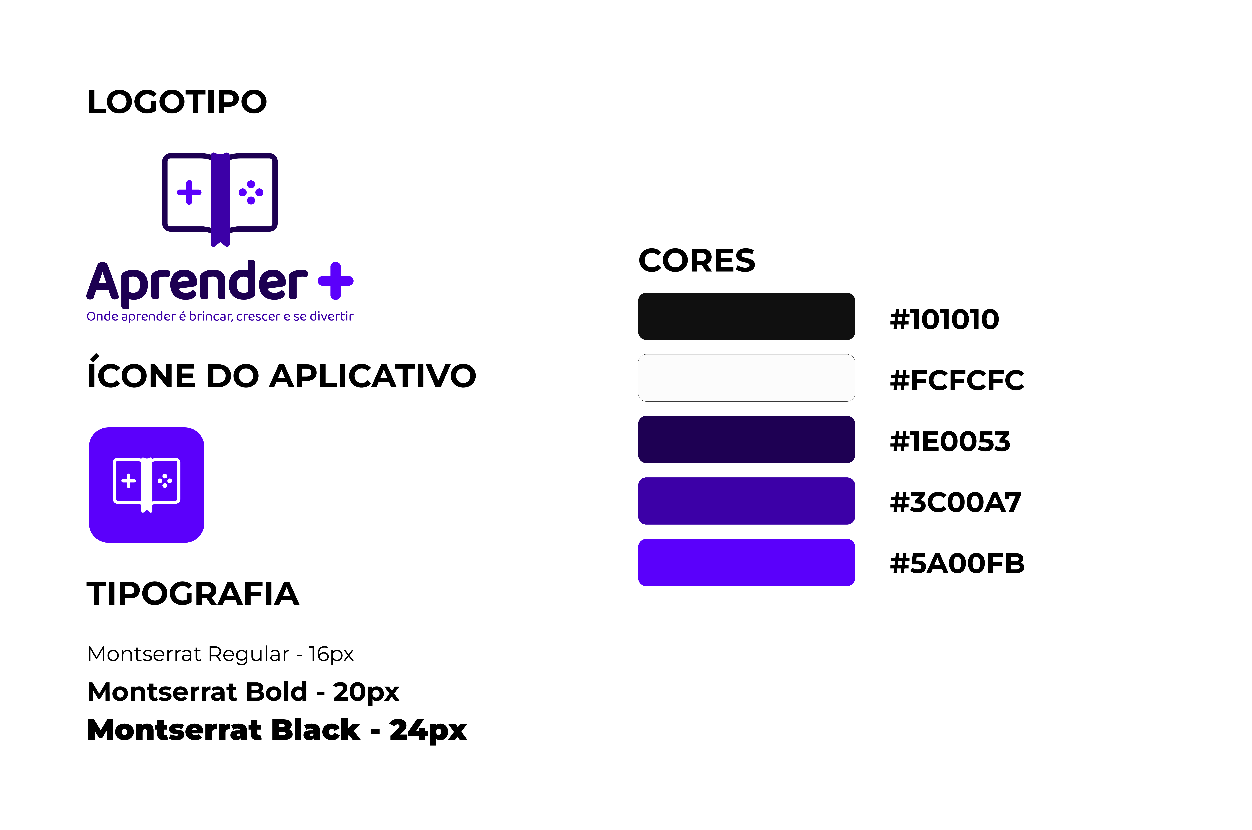 LOGOTIPO
Aprender +
Onde aprender é brincar, crescer e se divertir
ÍCONE DO APLICATIVO
TIPOGRAFIA
Montserrat Regular - 16px
Montserrat Bold - 20px
Montserrat Black - 24px
CORES
#101010
#FCFCFC
#1E0053
#3C00A7
#5A00FB